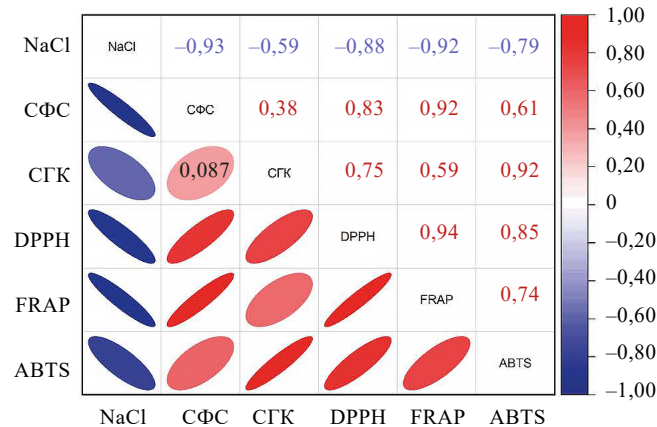 NaCl NaCl –0,93 –0,59 –0,88 –0,92 –0,79
СФС СФС 0,38 0,83 0,92 0,61
СГК 0,087 СГК 0,75 0,59 0,92
DPPH DPPH 0,94 0,85
FRAP FRAP 0,74
ABTS ABTS
NaCl СФС СГК DPPH FRAP ABTS
1,00
0,80
0,60
0,40
0,20
0
–0,20
–0,40
–0,60
–0,80
–1,00